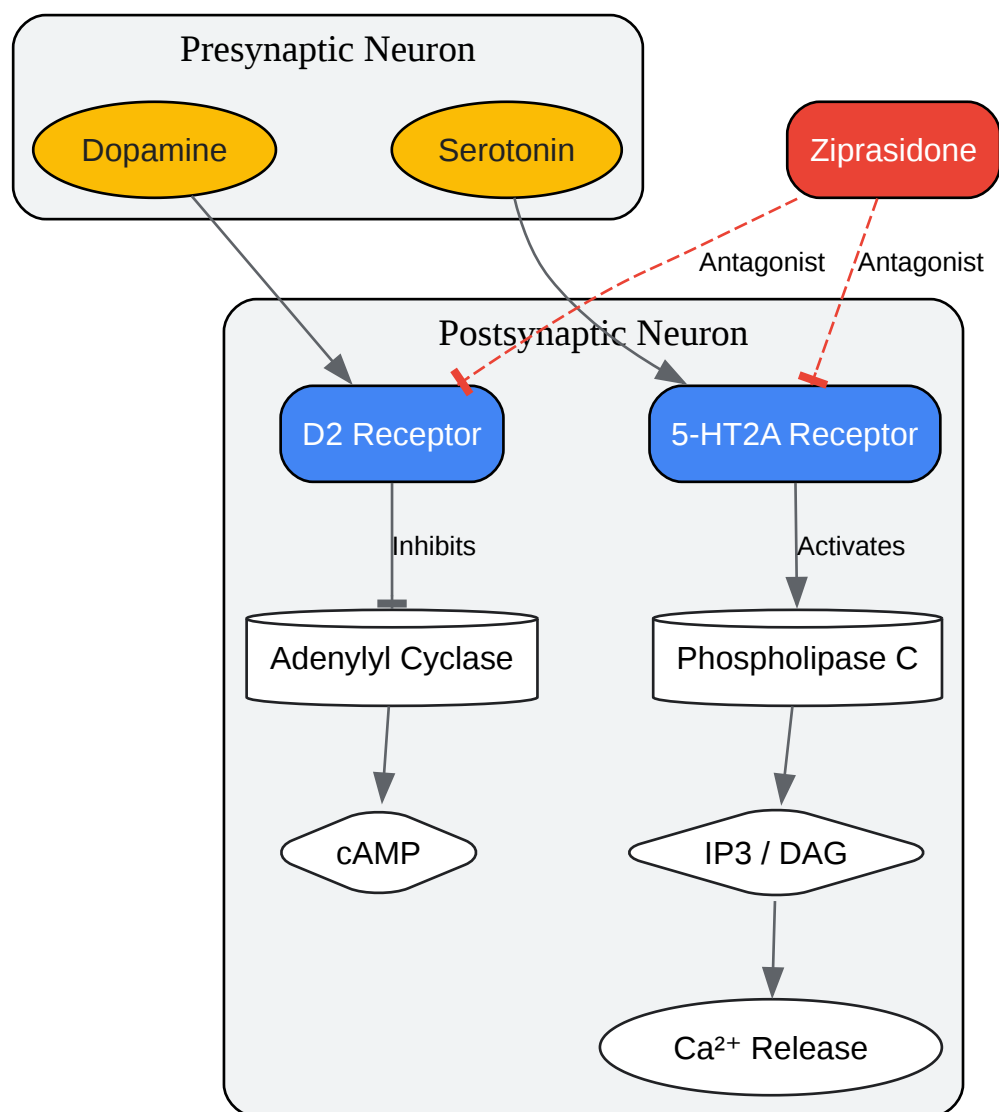 Presynaptic Neuron
Dopamine
Serotonin
Ziprasidone
Antagonist
Antagonist
Postsynaptic Neuron
D2 Receptor
5-HT2A Receptor
Inhibits
Activates
Adenylyl Cyclase
Phospholipase C
cAMP
IP3 / DAG
Ca²⁺ Release